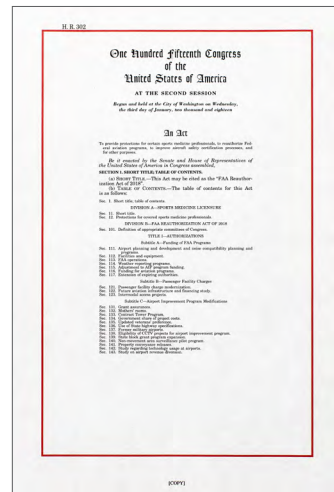 H. R. 302
One Hundred Fifteenth Congress
of the
United States of America
AT THE SECOND SESSION
Begun and held at the City of Washington on Wednesday,
the third day of January, two thousand and eighteen
An Act
To provide protections for certain sports medicine professionals, to reauthorize Fed-
eral aviation programs, to improve aircraft safety certification processes, and
for other purposes.
Be it enacted by the Senate and House of Representatives of
the United States of America in Congress assembled,
SECTION 1. SHORT TITLE; TABLE OF CONTENTS.
(a) SHORT TITLE.—This Act may be cited as the “FAA Reauthor-
ization Act of 2018”.
(b) TABLE OF CONTENTS.—The table of contents for this Act
is as follows:
Sec. 1. Short title; table of contents.
DIVISION A—SPORTS MEDICINE LICENSURE
Sec. 11. Short title.
Sec. 12. Protections for covered sports medicine professionals.
DIVISION B—FAA REAUTHORIZATION ACT OF 2018
Sec. 101. Definition of appropriate committees of Congress.
TITLE I—AUTHORIZATIONS
Subtitle A—Funding of FAA Programs
Sec. 111. Airport planning and development and noise compatibility planning and
programs.
Sec. 112. Facilities and equipment.
Sec. 113. FAA operations.
Sec. 114. Weather reporting programs.
Sec. 115. Adjustment to AIP program funding.
Sec. 116. Funding for aviation programs.
Sec. 117. Extension of expiring authorities.
Subtitle B—Passenger Facility Charges
Sec. 121. Passenger facility charge modernization.
Sec. 122. Future aviation infrastructure and financing study.
Sec. 123. Intermodal access projects.
Subtitle C—Airport Improvement Program Modifications
Sec. 131. Grant assurances.
Sec. 132. Mothers’ rooms.
Sec. 133. Contract Tower Program.
Sec. 134. Government share of project costs.
Sec. 135. Updated veterans’ preference.
Sec. 136. Use of State highway specifications.
Sec. 137. Former military airports.
Sec. 138. Eligibility of CCTV projects for airport improvement program.
Sec. 139. State block grant program expansion.
Sec. 140. Non-movement area surveillance pilot program.
Sec. 141. Property conveyance releases.
Sec. 142. Study regarding technology usage at airports.
Sec. 143. Study on airport revenue diversion.
[COPY]